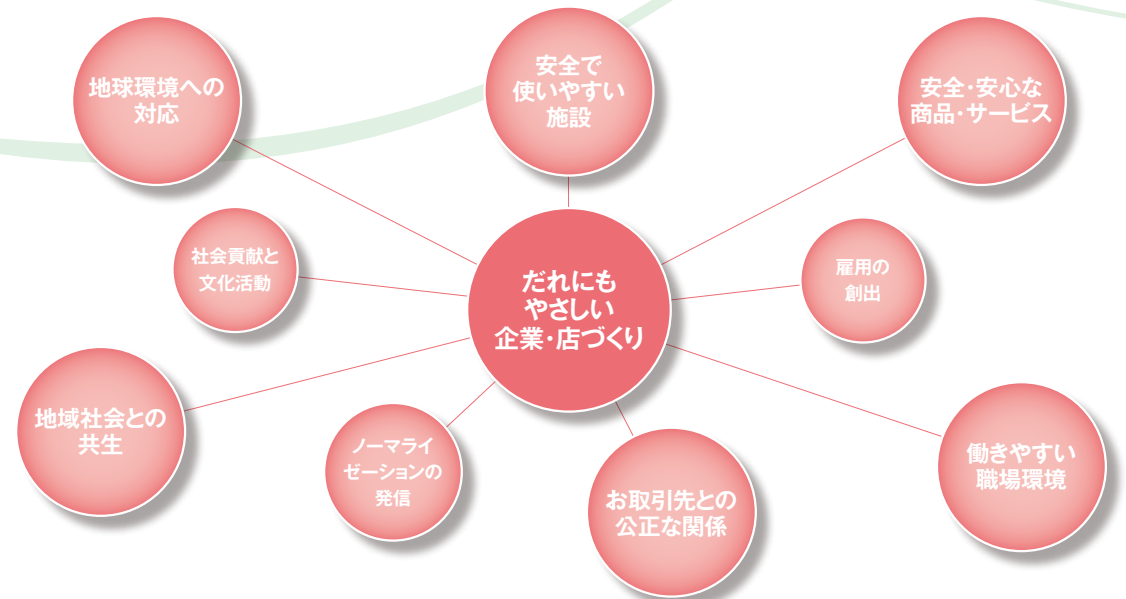 地球環境への
対応
安全で
使いやすい
施設
安全・安心な
商品・サービス
社会貢献と
文化活動
だれにも
やさしい
企業・店づくり
雇用の
創出
地域社会との
共生
ノーマライ
ゼーションの
発信
お取引先との
公正な関係
働きやすい
職場環境